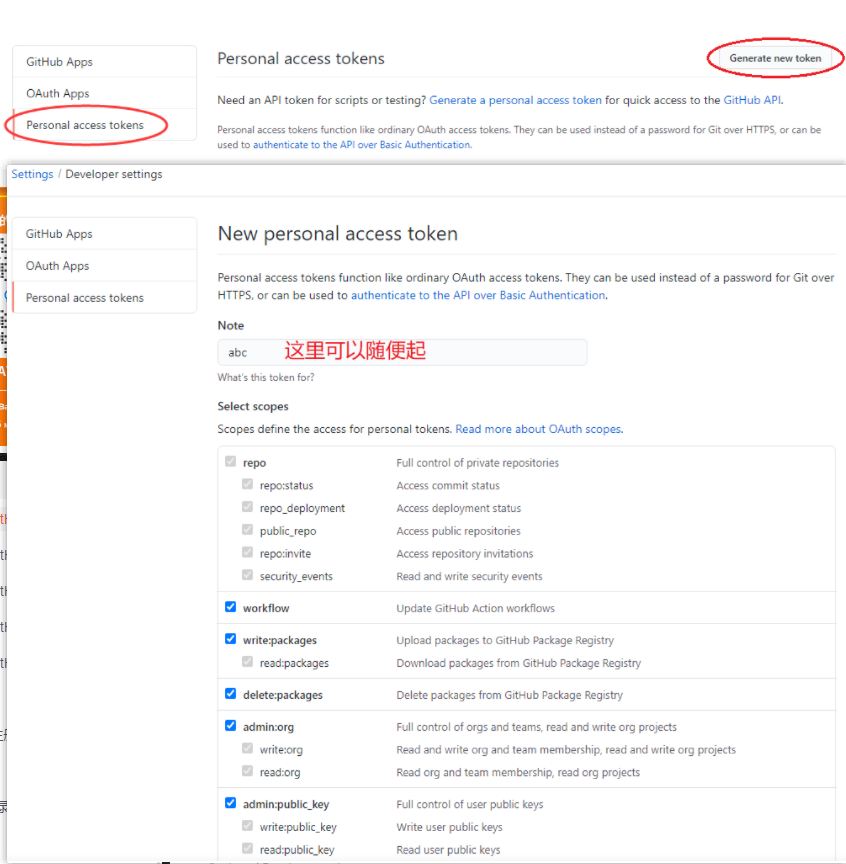 GitHub Apps
OAuth Apps
Personal access tokens
Personal access tokens
Generate new token
Need an API token for scripts or testing? Generate a personal access token for quick access to the GitHub API.
Personal access tokens function like ordinary OAuth access tokens. They can be used instead of a password for Git over HTTPS, or can be
used to authenticate to the API over Basic Authentication.
Settings / Developer settings
GitHub Apps
OAuth Apps
Personal access tokens
New personal access token
Personal access tokens function like ordinary OAuth access tokens. They can be used instead of a password for Git over
HTTPS, or can be used to authenticate to the API over Basic Authentication.
Note
abc 这里可以随便起
What's this token for?
Select scopes
Scopes define the access for personal tokens. Read more about OAuth scopes.
repo Full control of private repositories
repo:status Access commit status
repo_deployment Access deployment status
public_repo Access public repositories
repo:invite Access repository invitations
security_events Read and write security events
workflow Update GitHub Action workflows
write:packages Upload packages to GitHub Package Registry
read:packages Download packages from GitHub Package Registry
delete:packages Delete packages from GitHub Package Registry
admin:org Full control of orgs and teams, read and write org projects
write:org Read and write org and team membership, read and write org projects
read:org Read org and team membership, read org projects
admin:public_key Full control of user public keys
write:public_key Write user public keys
read:public_key Read user public keys